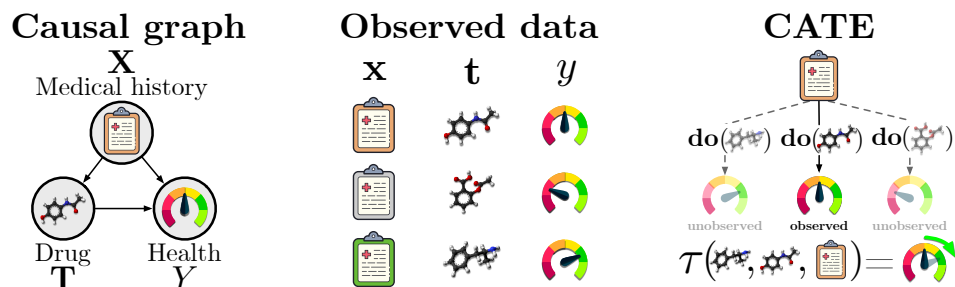 Causal graph
X
Medical history
Drug
T
Health
Y
Observed data
x t y
CATE
do( ) do( ) do( )
unobserved observed unobserved
τ( , , ) =